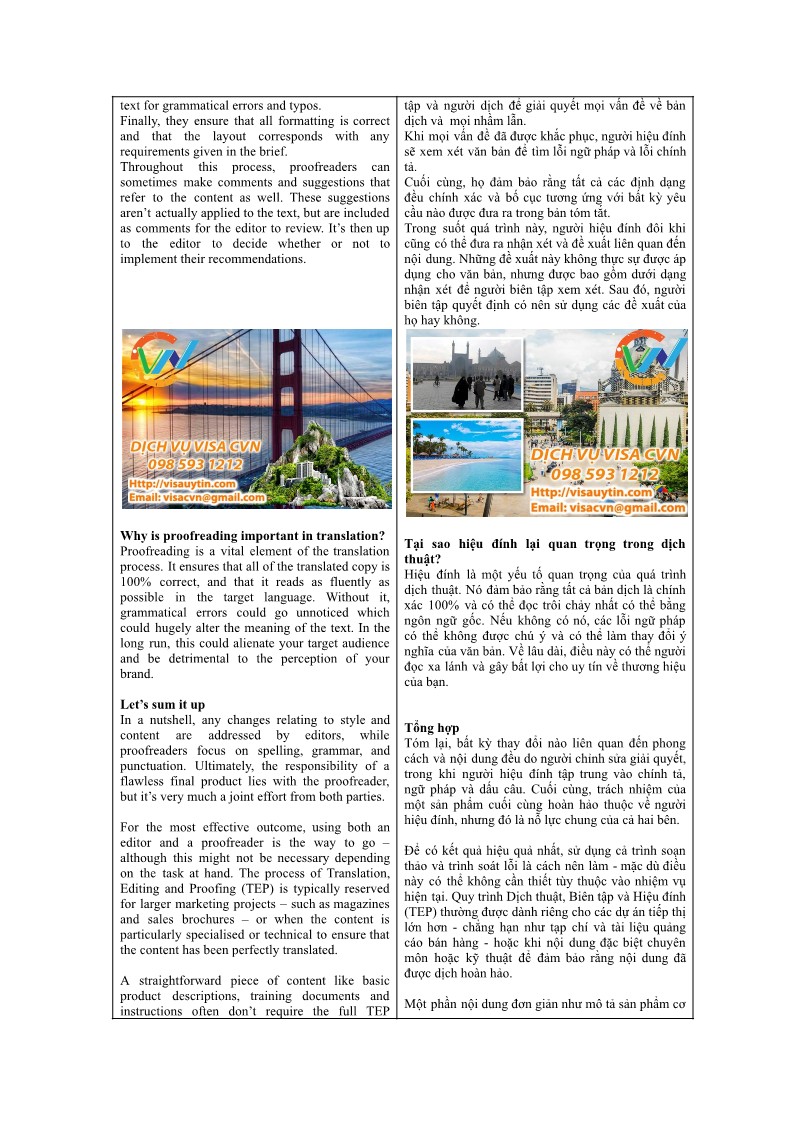 text for grammatical errors and typos.
Finally, they ensure that all formatting is correct
and that the layout corresponds with any
requirements given in the brief.
Throughout this process, proofreaders can
sometimes make comments and suggestions that
refer to the content as well. These suggestions
aren’t actually applied to the text, but are included
as comments for the editor to review. It’s then up
to the editor to decide whether or not to
implement their recommendations.
CVN
DỊCH VỤ VISA CVN
098 593 1212
Http://visauytin.com
Email: visacvn@gmail.com
Why is proofreading important in translation?
Proofreading is a vital element of the translation
process. It ensures that all of the translated copy is
100% correct, and that it reads as fluently as
possible in the target language. Without it,
grammatical errors could go unnoticed which
could hugely alter the meaning of the text. In the
long run, this could alienate your target audience
and be detrimental to the perception of your
brand.
Let’s sum it up
In a nutshell, any changes relating to style and
content are addressed by editors, while
proofreaders focus on spelling, grammar, and
punctuation. Ultimately, the responsibility of a
flawless final product lies with the proofreader,
but it’s very much a joint effort from both parties.
For the most effective outcome, using both an
editor and a proofreader is the way to go –
although this might not be necessary depending
on the task at hand. The process of Translation,
Editing and Proofing (TEP) is typically reserved
for larger marketing projects – such as magazines
and sales brochures – or when the content is
particularly specialised or technical to ensure that
the content has been perfectly translated.
A straightforward piece of content like basic
product descriptions, training documents and
instructions often don’t require the full TEP
tập và người dịch để giải quyết mọi vấn đề về bản
dịch và mọi nhầm lẫn.
Khi mọi vấn đề đã được khắc phục, người hiệu đính
sẽ xem xét văn bản để tìm lỗi ngữ pháp và lỗi chính
tả.
Cuối cùng, họ đảm bảo rằng tất cả các định dạng
đều chính xác và bố cục tương ứng với bất kỳ yêu
cầu nào được đưa ra trong bản tóm tắt.
Trong suốt quá trình này, người hiệu đính đôi khi
cũng có thể đưa ra nhận xét và đề xuất liên quan đến
nội dung. Những đề xuất này không thực sự được áp
dụng cho văn bản, nhưng được bao gồm dưới dạng
nhận xét để người biên tập xem xét. Sau đó, người
biên tập quyết định có nên sử dụng các đề xuất của
họ hay không.
CVN
DỊCH VỤ VISA CVN
098 593 1212
Http://visauytin.com
Email: visacvn@gmail.com
Tại sao hiệu đính lại quan trọng trong dịch
thuật?
Hiệu đính là một yếu tố quan trọng của quá trình
dịch thuật. Nó đảm bảo rằng tất cả bản dịch là chính
xác 100% và có thể đọc trôi chảy nhất có thể bằng
ngôn ngữ gốc. Nếu không có nó, các lỗi ngữ pháp
có thể không được chú ý và có thể làm thay đổi ý
nghĩa của văn bản. Về lâu dài, điều này có thể người
đọc xa lánh và gây bất lợi cho uy tín về thương hiệu
của bạn.
Tổng hợp
Tóm lại, bất kỳ thay đổi nào liên quan đến phong
cách và nội dung đều do người chỉnh sửa giải quyết,
trong khi người hiệu đính tập trung vào chính tả,
ngữ pháp và dấu câu. Cuối cùng, trách nhiệm của
một sản phẩm cuối cùng hoàn hảo thuộc về người
hiệu đính, nhưng đó là nỗ lực chung của cả hai bên.
Để có kết quả hiệu quả nhất, sử dụng cả trình soạn
thảo và trình soát lỗi là cách nên làm - mặc dù điều
này có thể không cần thiết tùy thuộc vào nhiệm vụ
hiện tại. Quy trình Dịch thuật, Biên tập và Hiệu đính
(TEP) thường được dành riêng cho các dự án tiếp thị
lớn hơn - chẳng hạn như tạp chí và tài liệu quảng
cáo bán hàng - hoặc khi nội dung đặc biệt chuyên
môn hoặc kỹ thuật để đảm bảo rằng nội dung đã
được dịch hoàn hảo.
Một phần nội dung đơn giản như mô tả sản phẩm cơ